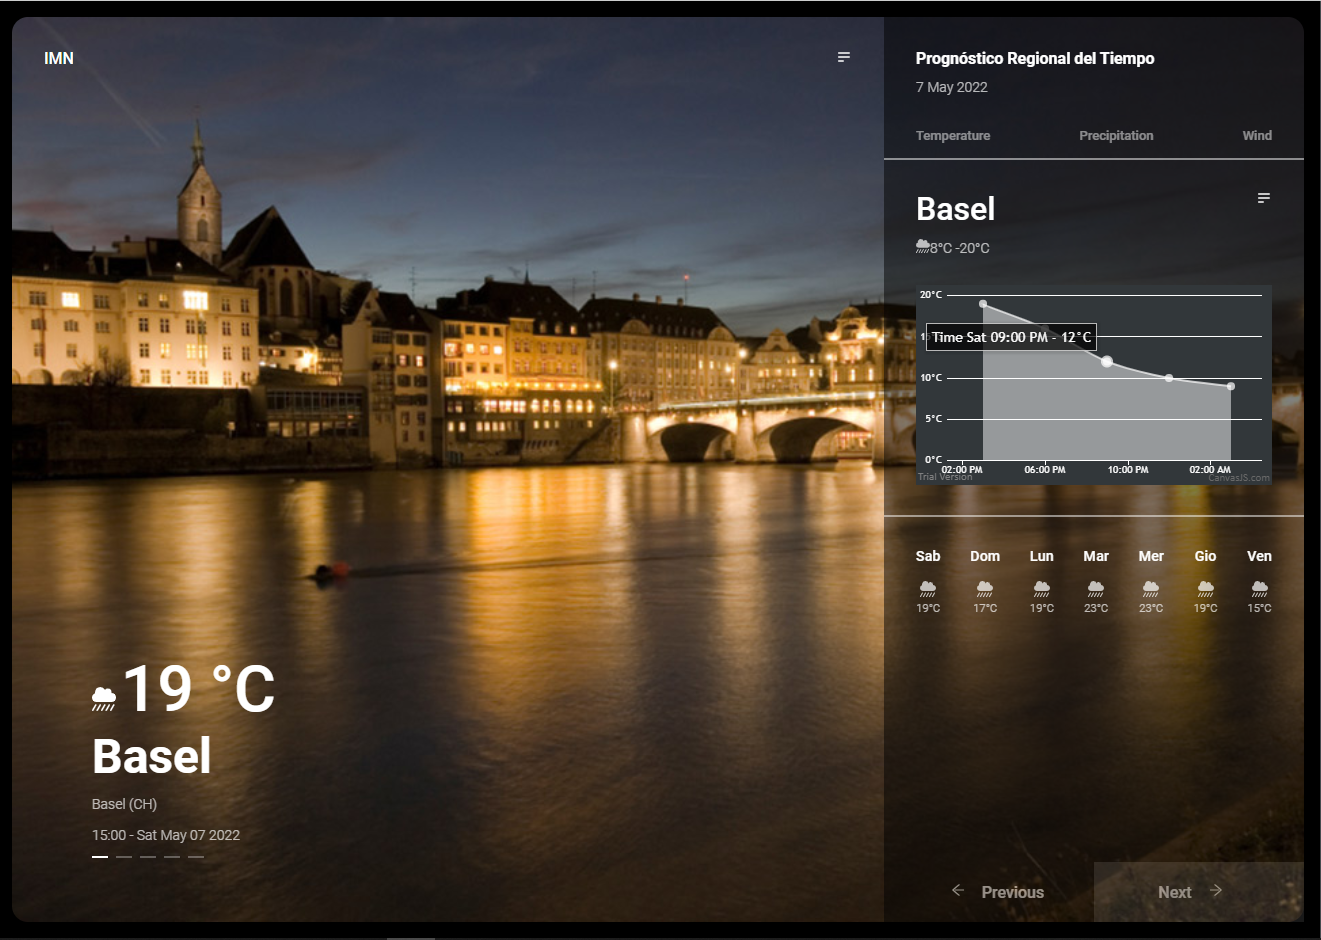 IMN
19 °C
Basel
Basel (CH)
15:00 - Sat May 07 2022
Prognóstico Regional del Tiempo
7 May 2022
Temperature Precipitation Wind
Basel
8°C -20°C
20°C
Time Sat 09:00 PM - 12°C
10°C
5°C
0°C
02:00 PM 06:00 PM 10:00 PM 02:00 AM
Trial Version CanvasJS.com
Sab Dom Lun Mar Mer Gio Ven
19°C 17°C 19°C 23°C 23°C 19°C 15°C
Previous Next